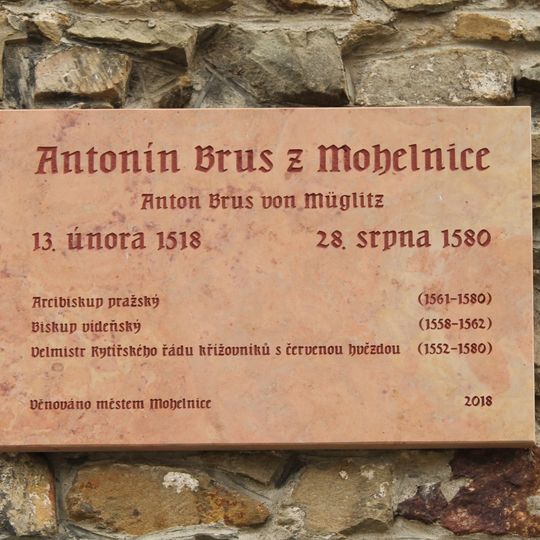 Antonín Brus z Mohelnice
Anton Brus von Müglitz
13. února 1518 28. srpna 1580
Arcibiskup pražský (1561-1580)
Biskup vídeňský (1558-1562)
Velmistr Rytířského řádu křížovníků s červenou hvězdou (1552-1580)
Věnováno městem Mohelnice 2018